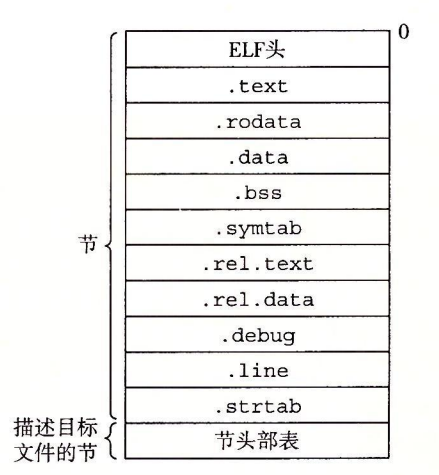 0
ELF头
.text
.rodata
.data
.bss
.symtab
节
.rel.text
.rel.data
.debug
.line
.strtab
描述目标
文件的节
节头部表